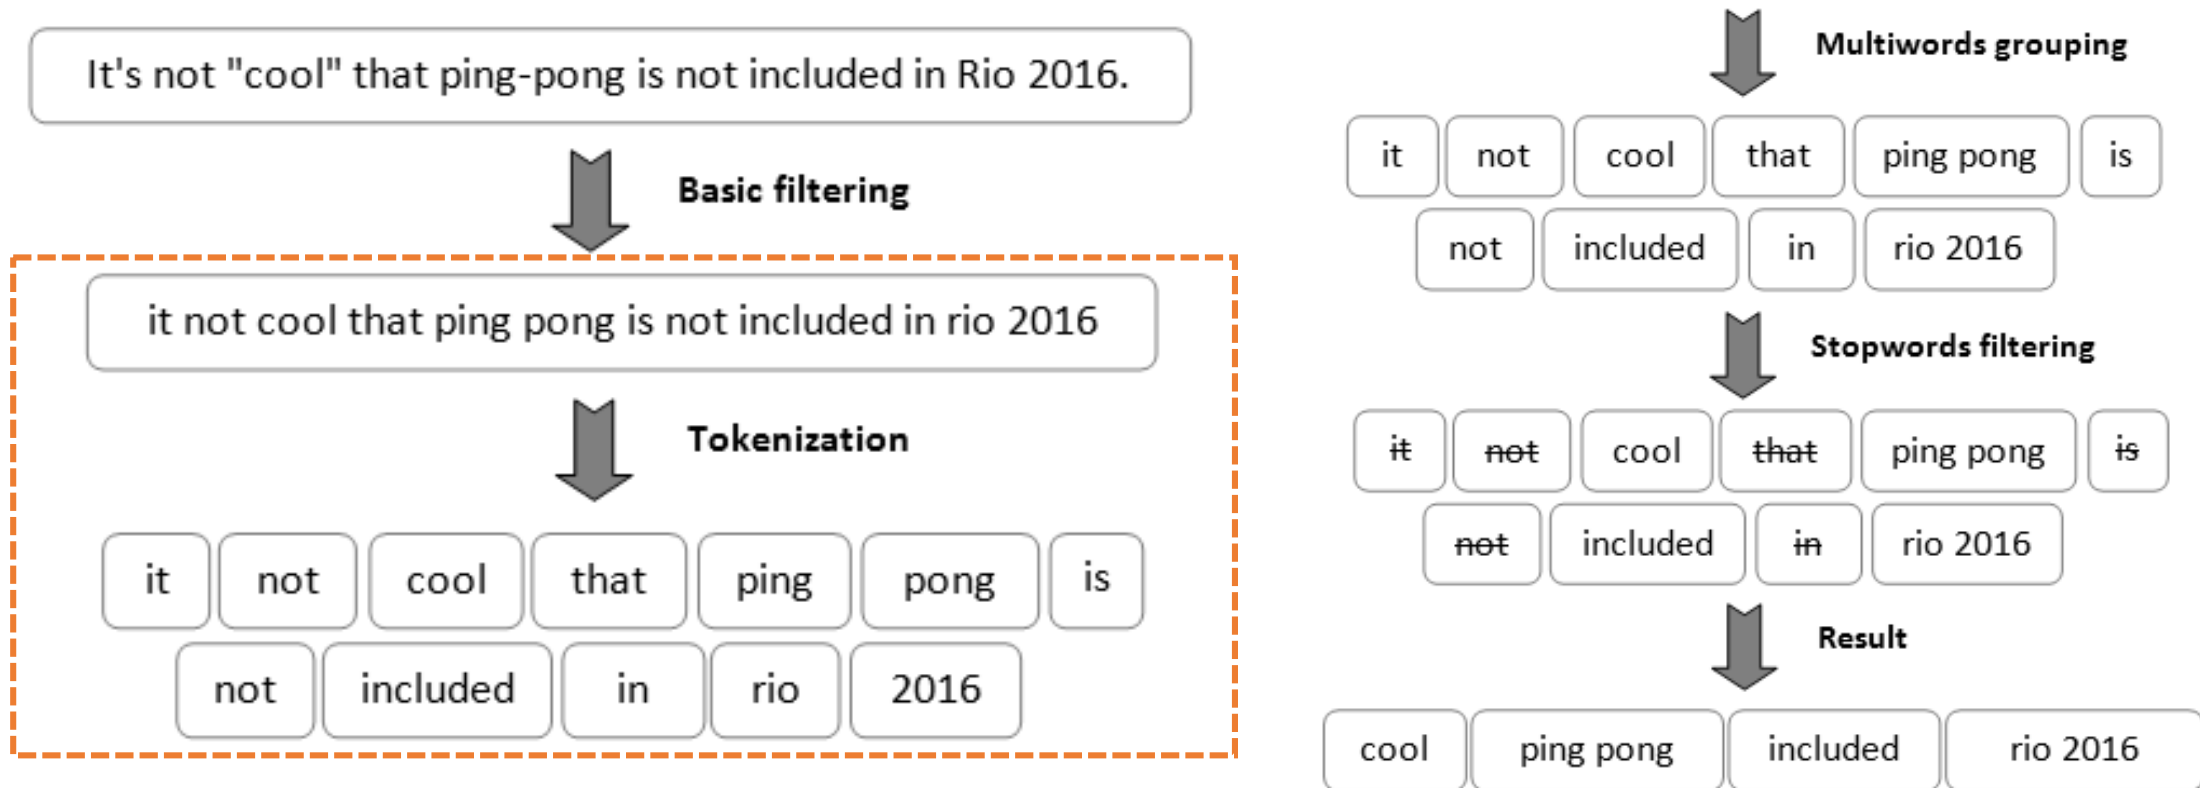 It's not "cool" that ping-pong is not included in Rio 2016.
Basic filtering
it not cool that ping pong is not included in rio 2016
Tokenization
it not cool that ping pong is
not included in rio 2016
Multiwords grouping
it not cool that ping pong is
not included in rio 2016
Stopwords filtering
it not cool that ping pong is
not included in rio 2016
Result
cool ping pong included rio 2016